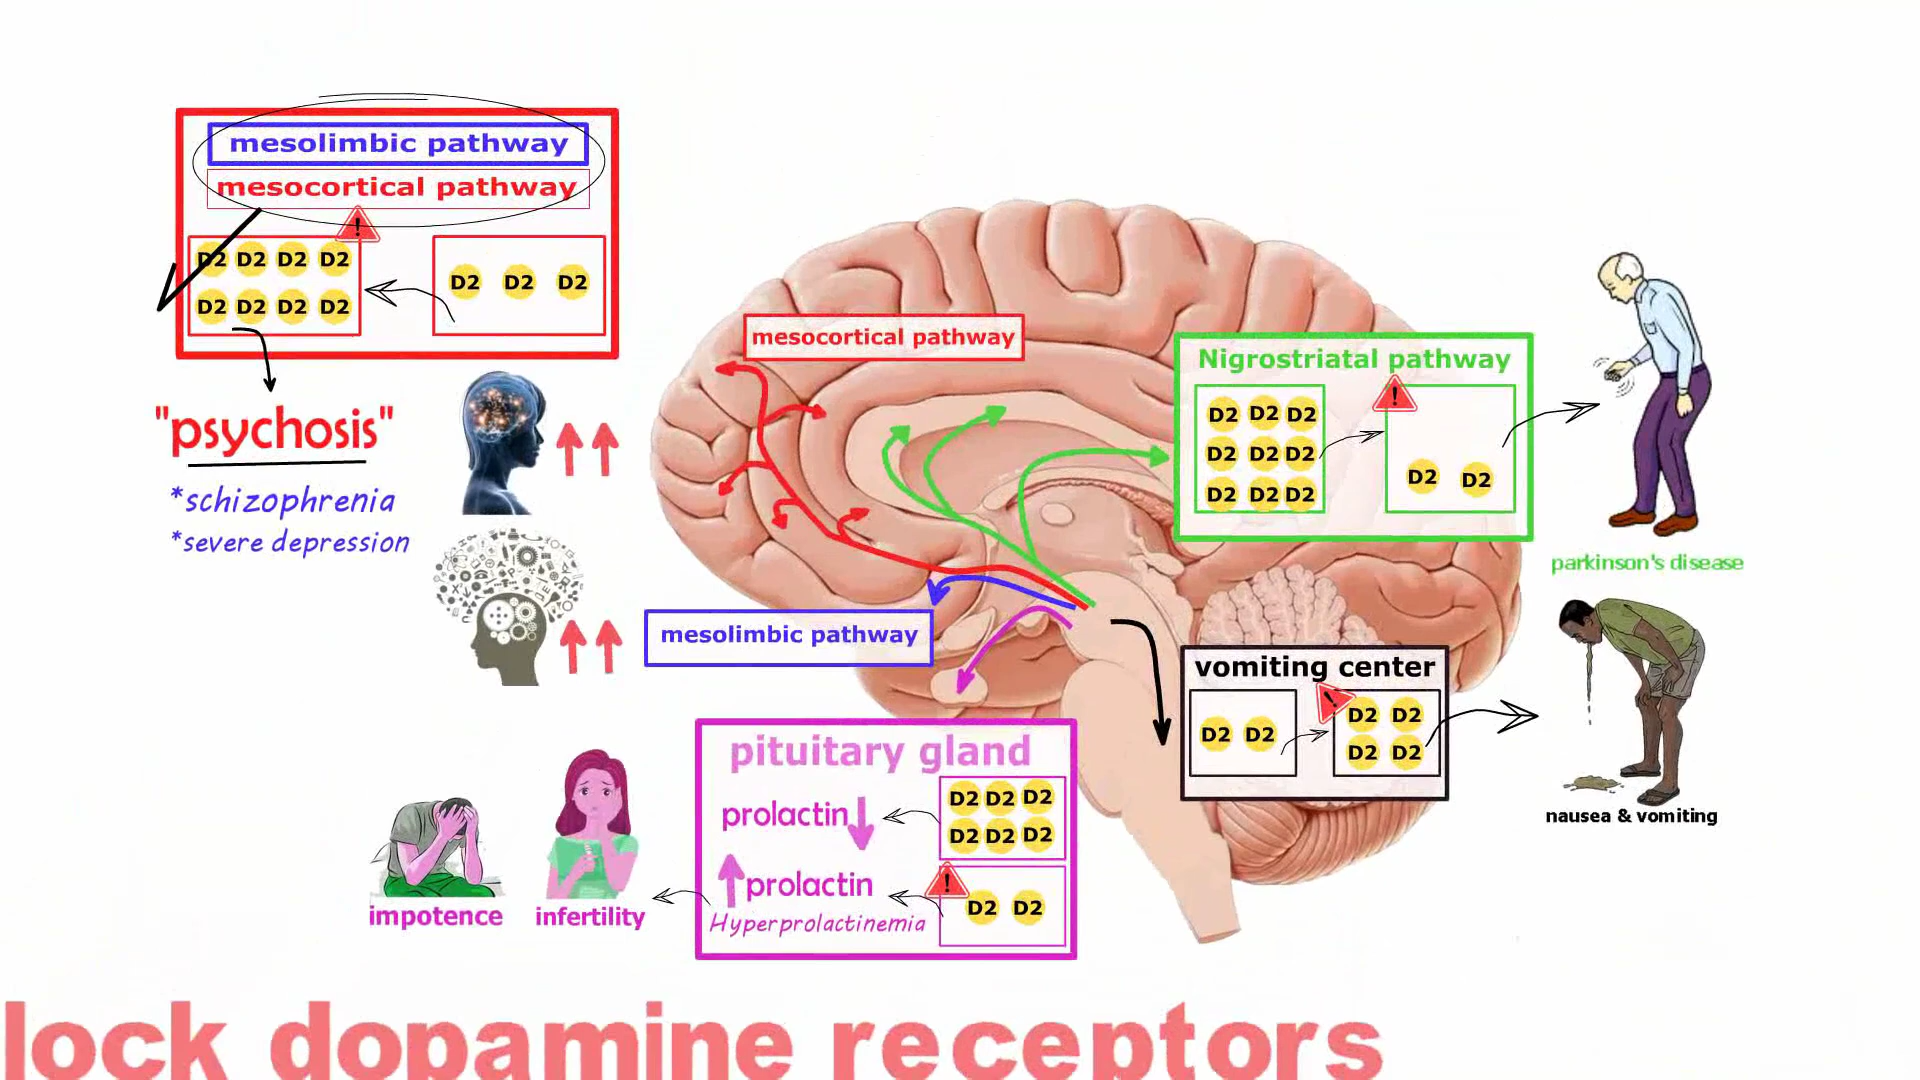 mesolimbic pathway
mesocortical pathway
!
D2 D2 D2 D2
D2 D2 D2 D2
D2 D2 D2
"psychosis"
*schizophrenia
*severe depression
mesocortical pathway
mesolimbic pathway
Nigrostriatal pathway
D2 D2 D2
D2 D2 D2
D2 D2 D2
!
D2 D2
parkinson's disease
vomiting center
D2 D2
!
D2 D2
D2 D2
nausea & vomiting
pituitary gland
prolactin
D2 D2 D2
D2 D2 D2
prolactin
Hyperprolactinemia
!
D2 D2
impotence
infertility
lock dopamine receptors